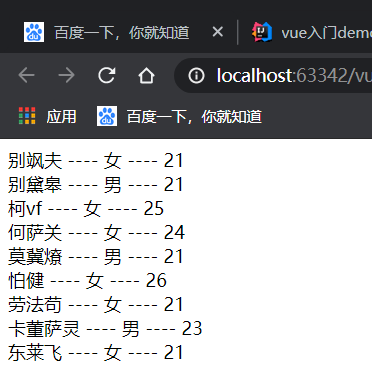 百度一下，你就知道 vue入门demo
localhost:63342/vu
应用 百度一下，你就知道
别飒夫 ---- 女 ---- 21
别黛皋 ---- 男 ---- 21
柯vf ---- 女 ---- 25
何萨关 ---- 女 ---- 24
莫冀燎 ---- 男 ---- 21
怕健 ---- 女 ---- 26
劳法苟 ---- 女 ---- 21
卡董萨灵 ---- 男 ---- 23
东莱飞 ---- 女 ---- 21